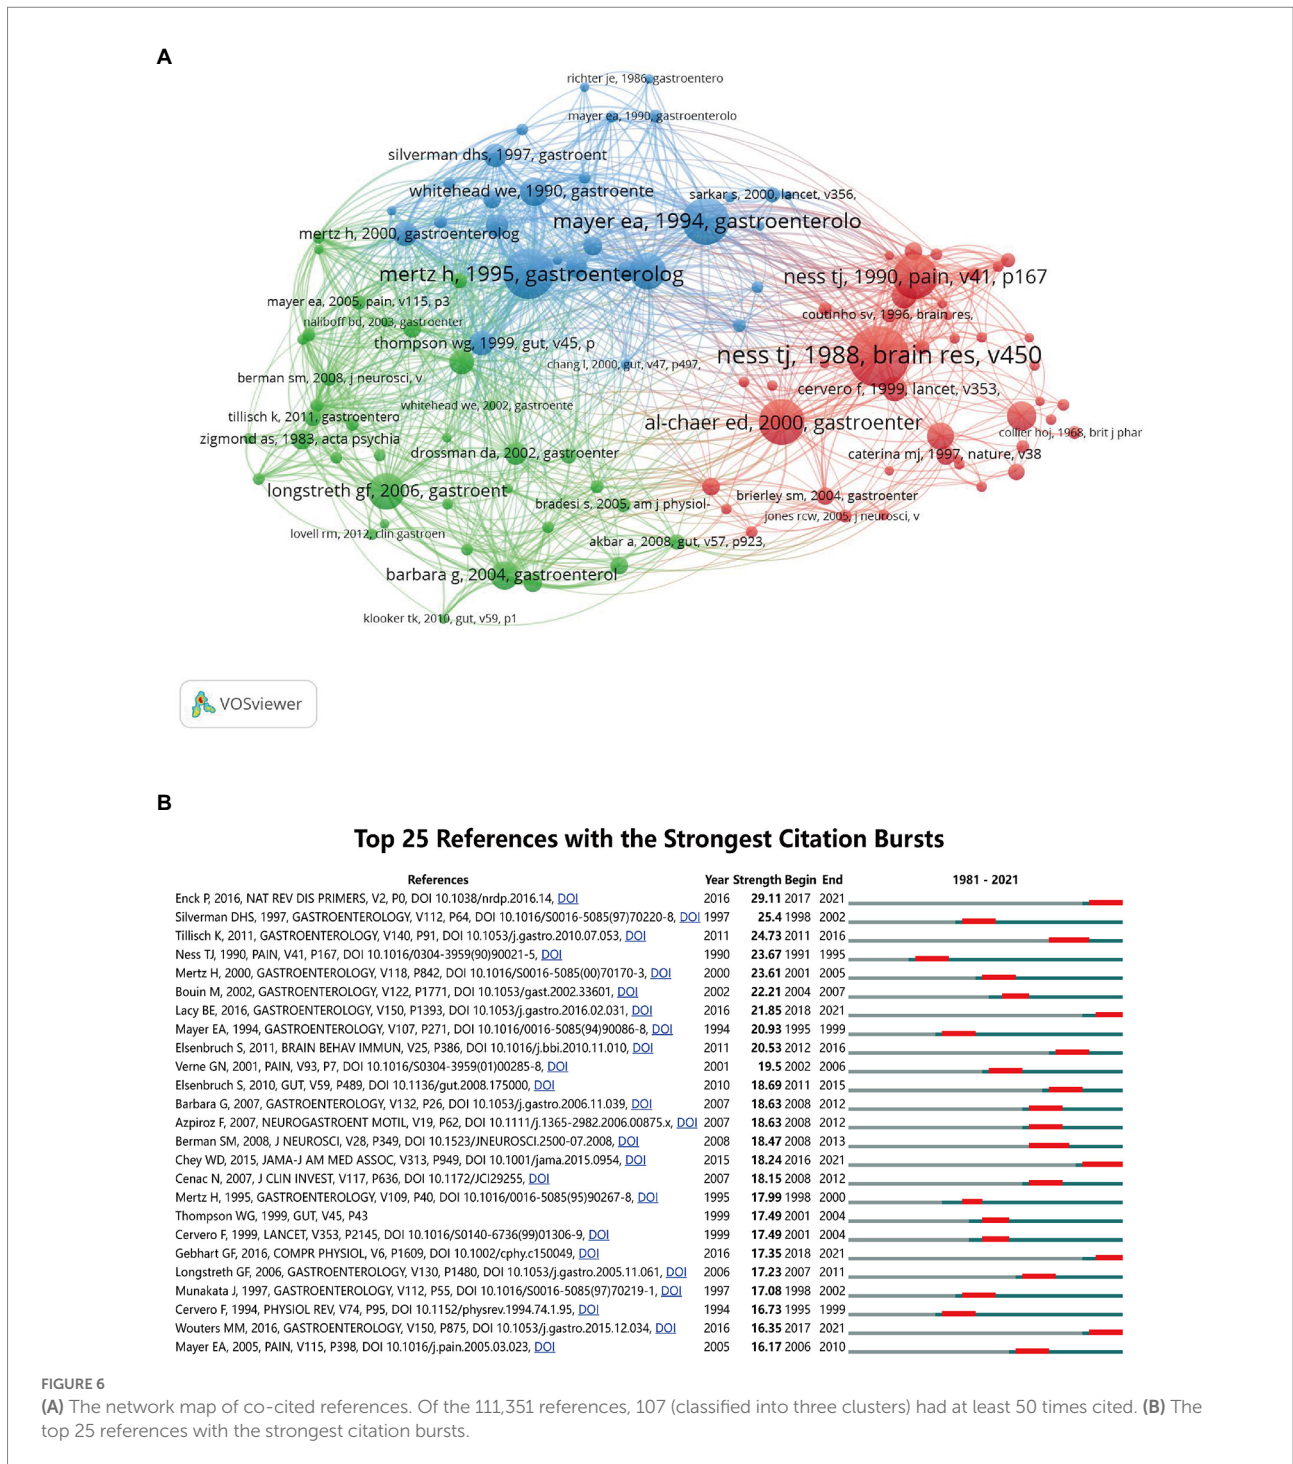 A
richter je, 1986, gastroentero
mayer ea, 1990, gastroenterolo
silverman dhs, 1997, gastroent
whitehead we, 1990, gastroente
sarkar s, 2000, lancet, v356,
mayer ea, 1994, gastroenterolo
mertz h, 2000, gastroenterolog
mertz h, 1995, gastroenterolog
ness tj, 1990, pain, v41, p167
mayer ea, 2005, pain, v115, p3
coutinho sv, 1996, brain res,
naliboff bd, 2003, gastroenter
thompson wg, 1999, gut, v45, p
ness tj, 1988, brain res, v450
chang l, 2000, gut, v47, p497,
berman sm, 2008, j neurosci, v
cervero f, 1999, lancet, v353,
whitehead we, 2002, gastroente
tillisch k, 2011, gastroentero
al-chaer ed, 2000, gastroenter
collier hoj, 1968, brit j phar
zigmond as, 1983, acta psychia
drossman da, 2002, gastroenter
caterina mj, 1997, nature, v38
longstreth gf, 2006, gastroent
brierley sm, 2004, gastroenter
bradesi s, 2005, am j physiol-
jones rcw, 2005, j neurosci, v
lovell rm, 2012, clin gastroen
akbar a, 2008, gut, v57, p923,
barbara g, 2004, gastroenterol
klooker tk, 2010, gut, v59, p1
VOSviewer
B
Top 25 References with the Strongest Citation Bursts
References Year Strength Begin End 1981 - 2021
Enck P, 2016, NAT REV DIS PRIMERS, V2, P0, DOI 10.1038/nrdp.2016.14, DOI 2016 29.11 2017 2021
Silverman DHS, 1997, GASTROENTEROLOGY, V112, P64, DOI 10.1016/S0016-5085(97)70220-8, DOI 1997 25.4 1998 2002
Tillisch K, 2011, GASTROENTEROLOGY, V140, P91, DOI 10.1053/j.gastro.2010.07.053, DOI 2011 24.73 2011 2016
Ness TJ, 1990, PAIN, V41, P167, DOI 10.1016/0304-3959(90)90021-5, DOI 1990 23.67 1991 1995
Mertz H, 2000, GASTROENTEROLOGY, V118, P842, DOI 10.1016/S0016-5085(00)70170-3, DOI 2000 23.61 2001 2005
Bouin M, 2002, GASTROENTEROLOGY, V122, P1771, DOI 10.1053/gast.2002.33601, DOI 2002 22.21 2004 2007
Lacy BE, 2016, GASTROENTEROLOGY, V150, P1393, DOI 10.1053/j.gastro.2016.02.031, DOI 2016 21.85 2018 2021
Mayer EA, 1994, GASTROENTEROLOGY, V107, P271, DOI 10.1016/0016-5085(94)90086-8, DOI 1994 20.93 1995 1999
Elsenbruch S, 2011, BRAIN BEHAV IMMUN, V25, P386, DOI 10.1016/j.bbi.2010.11.010, DOI 2011 20.53 2012 2016
Verne GN, 2001, PAIN, V93, P7, DOI 10.1016/S0304-3959(01)00285-8, DOI 2001 19.5 2002 2006
Elsenbruch S, 2010, GUT, V59, P489, DOI 10.1136/gut.2008.175000, DOI 2010 18.69 2011 2015
Barbara G, 2007, GASTROENTEROLOGY, V132, P26, DOI 10.1053/j.gastro.2006.11.039, DOI 2007 18.63 2008 2012
Azpiroz F, 2007, NEUROGASTROENT MOTIL, V19, P62, DOI 10.1111/j.1365-2982.2006.00875.x, DOI 2007 18.63 2008 2012
Berman SM, 2008, J NEUROSCI, V28, P349, DOI 10.1523/JNEUROSCI.2500-07.2008, DOI 2008 18.47 2008 2013
Chey WD, 2015, JAMA-J AM MED ASSOC, V313, P949, DOI 10.1001/jama.2015.0954, DOI 2015 18.24 2016 2021
Cenac N, 2007, J CLIN INVEST, V117, P636, DOI 10.1172/JCI29255, DOI 2007 18.15 2008 2012
Mertz H, 1995, GASTROENTEROLOGY, V109, P40, DOI 10.1016/0016-5085(95)90267-8, DOI 1995 17.99 1998 2000
Thompson WG, 1999, GUT, V45, P43 1999 17.49 2001 2004
Cervero F, 1999, LANCET, V353, P2145, DOI 10.1016/S0140-6736(99)01306-9, DOI 1999 17.49 2001 2004
Gebhart GF, 2016, COMPR PHYSIOL, V6, P1609, DOI 10.1002/cphy.c150049, DOI 2016 17.35 2018 2021
Longstreth GF, 2006, GASTROENTEROLOGY, V130, P1480, DOI 10.1053/j.gastro.2005.11.061, DOI 2006 17.23 2007 2011
Munakata J, 1997, GASTROENTEROLOGY, V112, P55, DOI 10.1016/S0016-5085(97)70219-1, DOI 1997 17.08 1998 2002
Cervero F, 1994, PHYSIOL REV, V74, P95, DOI 10.1152/physrev.1994.74.1.95, DOI 1994 16.73 1995 1999
Wouters MM, 2016, GASTROENTEROLOGY, V150, P875, DOI 10.1053/j.gastro.2015.12.034, DOI 2016 16.35 2017 2021
Mayer EA, 2005, PAIN, V115, P398, DOI 10.1016/j.pain.2005.03.023, DOI 2005 16.17 2006 2010
FIGURE 6
(A) The network map of co-cited references. Of the 111,351 references, 107 (classified into three clusters) had at least 50 times cited. (B) The
top 25 references with the strongest citation bursts.